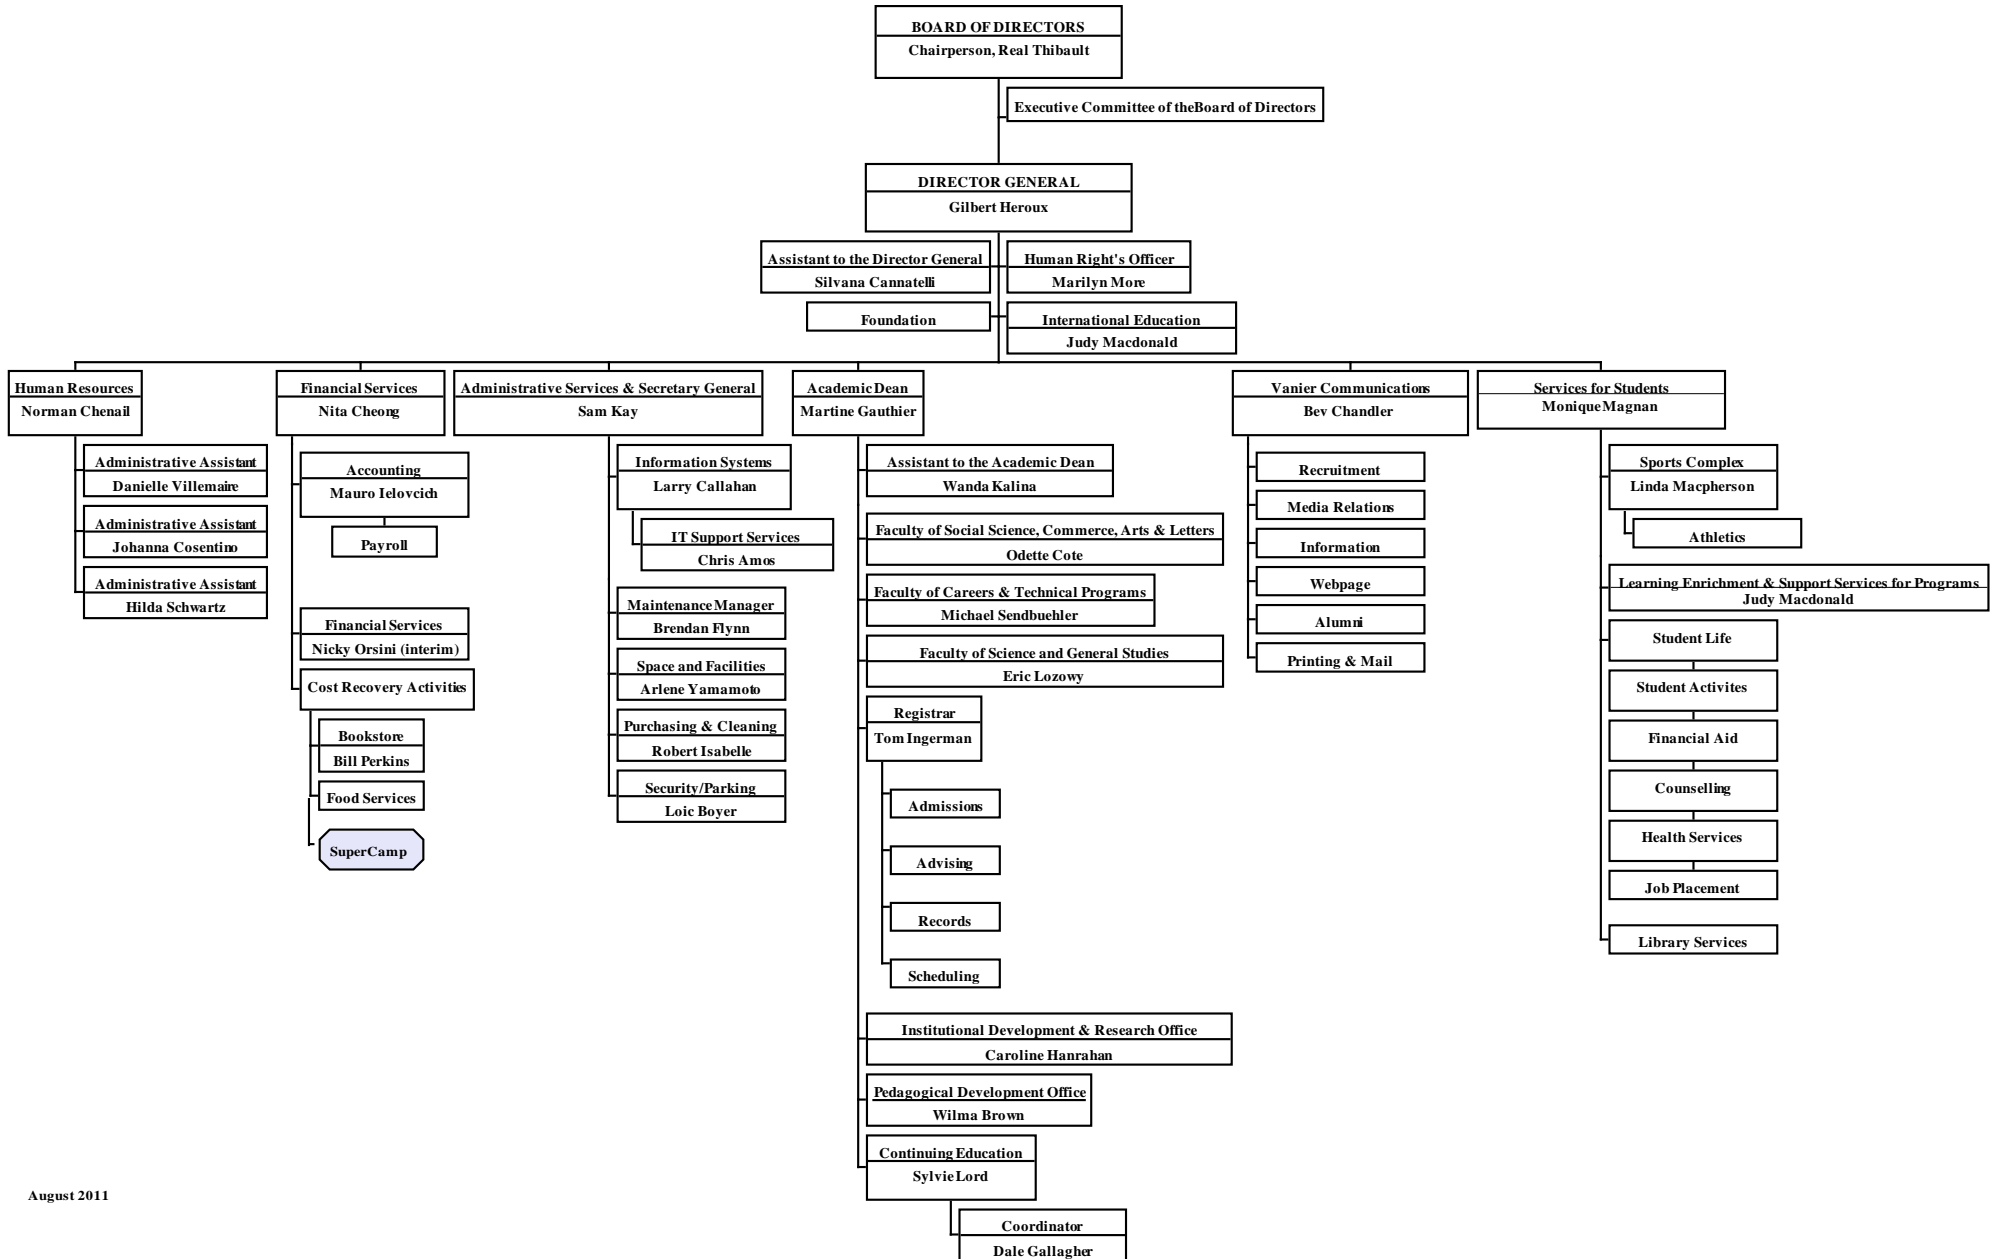 BOARD OF DIRECTORS
Chairperson, Real Thibault
Executive Committee of theBoard of Directors
DIRECTOR GENERAL
Gilbert Heroux
Assistant to the Director General
Silvana Cannatelli
Human Right's Officer
Marilyn More
Foundation
International Education
Judy Macdonald
Human Resources
Norman Chenail
Administrative Assistant
Danielle Villemaire
Administrative Assistant
Johanna Cosentino
Administrative Assistant
Hilda Schwartz
Financial Services
Nita Cheong
Accounting
Mauro Ielovcich
Payroll
Financial Services
Nicky Orsini (interim)
Cost Recovery Activities
Bookstore
Bill Perkins
Food Services
SuperCamp
Administrative Services & Secretary General
Sam Kay
Information Systems
Larry Callahan
IT Support Services
Chris Amos
Maintenance Manager
Brendan Flynn
Space and Facilities
Arlene Yamamoto
Purchasing & Cleaning
Robert Isabelle
Security/Parking
Loic Boyer
Academic Dean
Martine Gauthier
Assistant to the Academic Dean
Wanda Kalina
Faculty of Social Science, Commerce, Arts & Letters
Odette Cote
Faculty of Careers & Technical Programs
Michael Sendbuehler
Faculty of Science and General Studies
Eric Lozowy
Registrar
Tom Ingerman
Admissions
Advising
Records
Scheduling
Institutional Development & Research Office
Caroline Hanrahan
Pedagogical Development Office
Wilma Brown
Continuing Education
Sylvie Lord
Coordinator
Dale Gallagher
Vanier Communications
Bev Chandler
Recruitment
Media Relations
Information
Webpage
Alumni
Printing & Mail
Services for Students
Monique Magnan
Sports Complex
Linda Macpherson
Athletics
Learning Enrichment & Support Services for Programs
Judy Macdonald
Student Life
Student Activites
Financial Aid
Counselling
Health Services
Job Placement
Library Services
August 2011